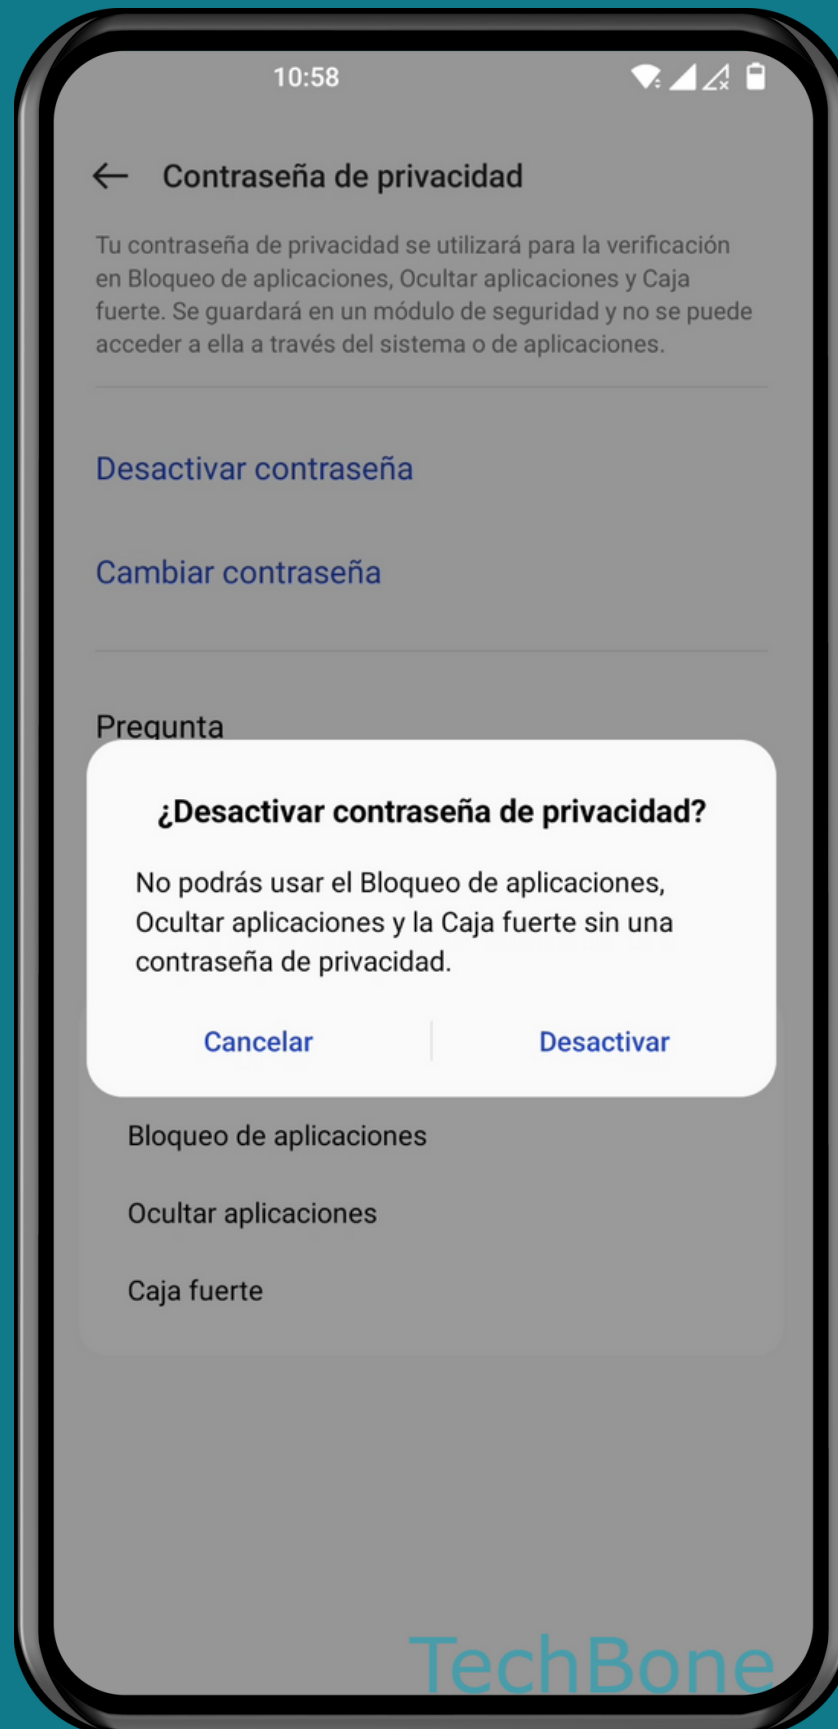 10:58
Contraseña de privacidad
Tu contraseña de privacidad se utilizará para la verificación
en Bloqueo de aplicaciones, Ocultar aplicaciones y Caja
fuerte. Se guardará en un módulo de seguridad y no se puede
acceder a ella a través del sistema o de aplicaciones.
Desactivar contraseña
Cambiar contraseña
Pregunta
¿Desactivar contraseña de privacidad?
No podrás usar el Bloqueo de aplicaciones,
Ocultar aplicaciones y la Caja fuerte sin una
contraseña de privacidad.
Cancelar Desactivar
Bloqueo de aplicaciones
Ocultar aplicaciones
Caja fuerte
TechBone